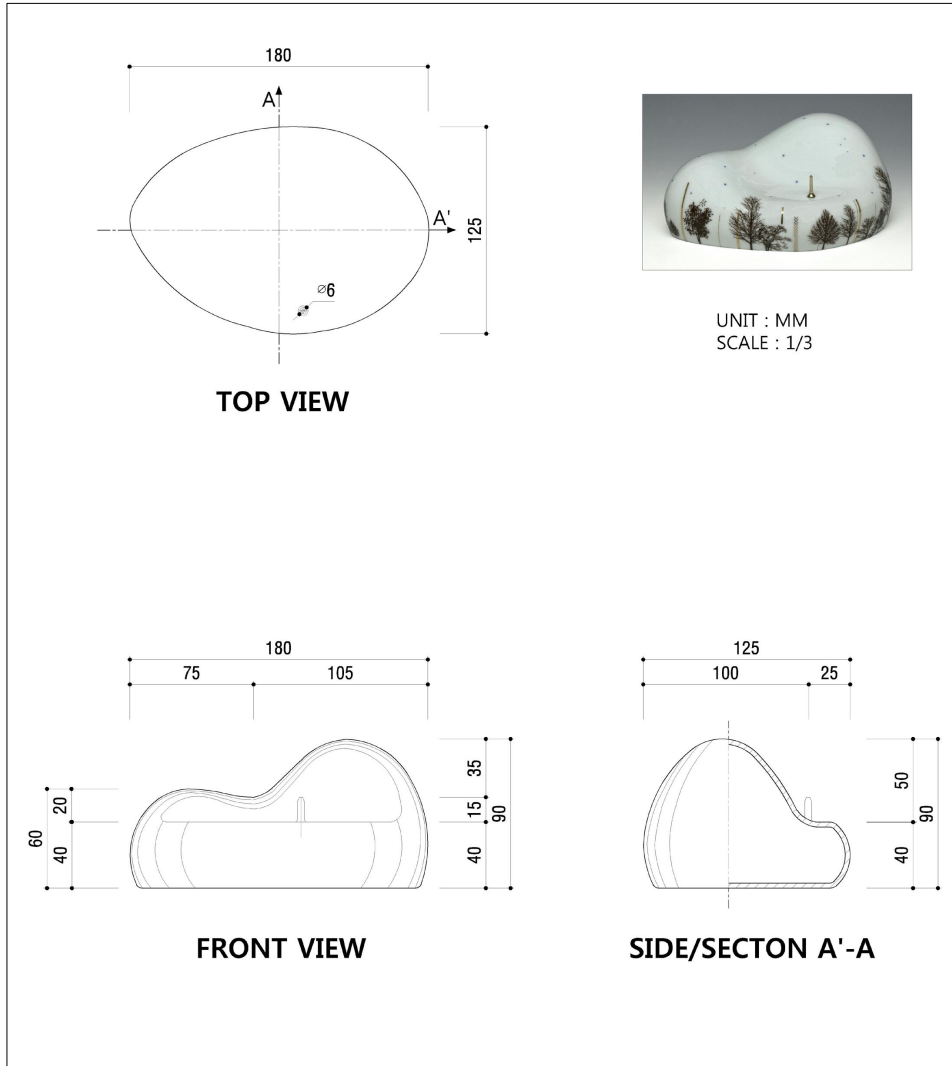 180
A
A'
125
⌀6
TOP VIEW
UNIT : MM
SCALE : 1/3
180
75
105
60
20
40
35
15
40
90
FRONT VIEW
125
100
25
50
40
90
SIDE/SECTON A'-A